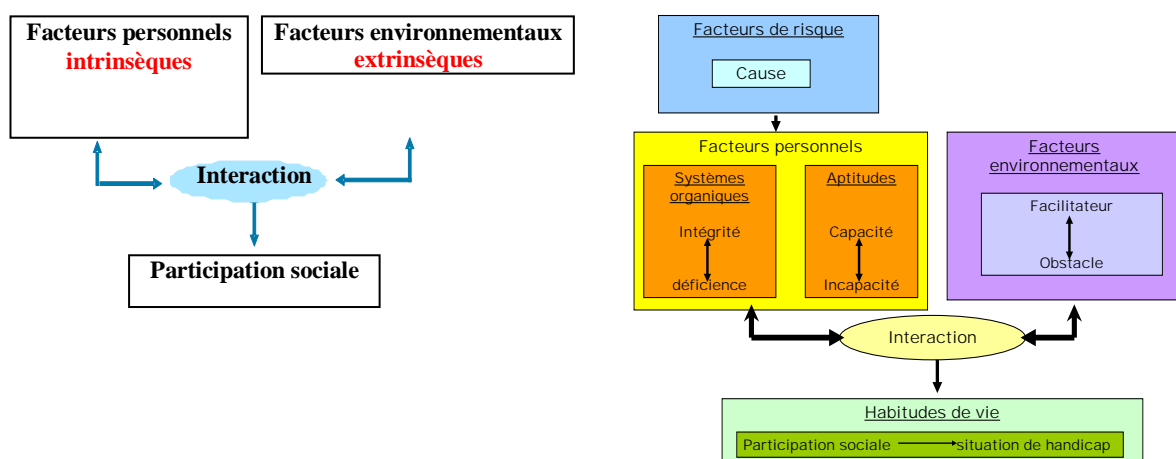 Facteurs personnels
intrinsèques
Facteurs environnementaux
extrinsèques
Interaction
Participation sociale
Facteurs de risque
Cause
Facteurs personnels
Systèmes
organiques
Intégrité
déficience
Aptitudes
Capacité
Incapacité
Facteurs
environnementaux
Facilitateur
Obstacle
Interaction
Habitudes de vie
Participation sociale situation de handicap